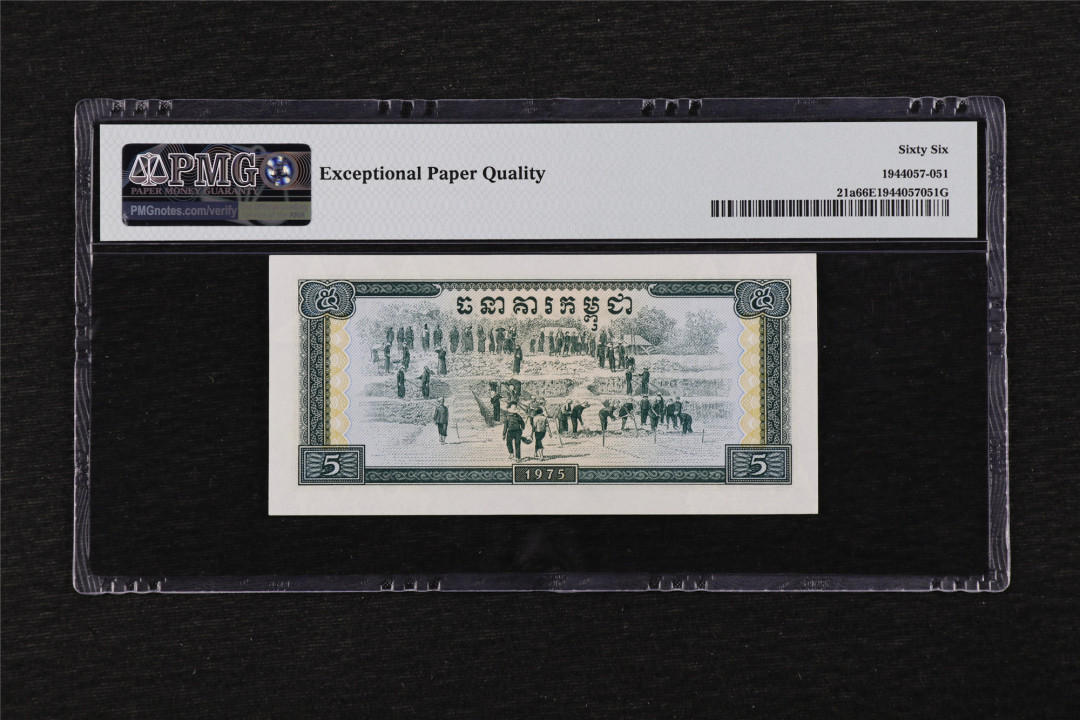 PMG
PAPER MONEY GUARANTY
PMGnotes.com/verify
Exceptional Paper Quality
Sixty Six
1944057-051
21a66E1944057051G
៥ ៥
ធនាគារកម្ពុជា
5 5
1975